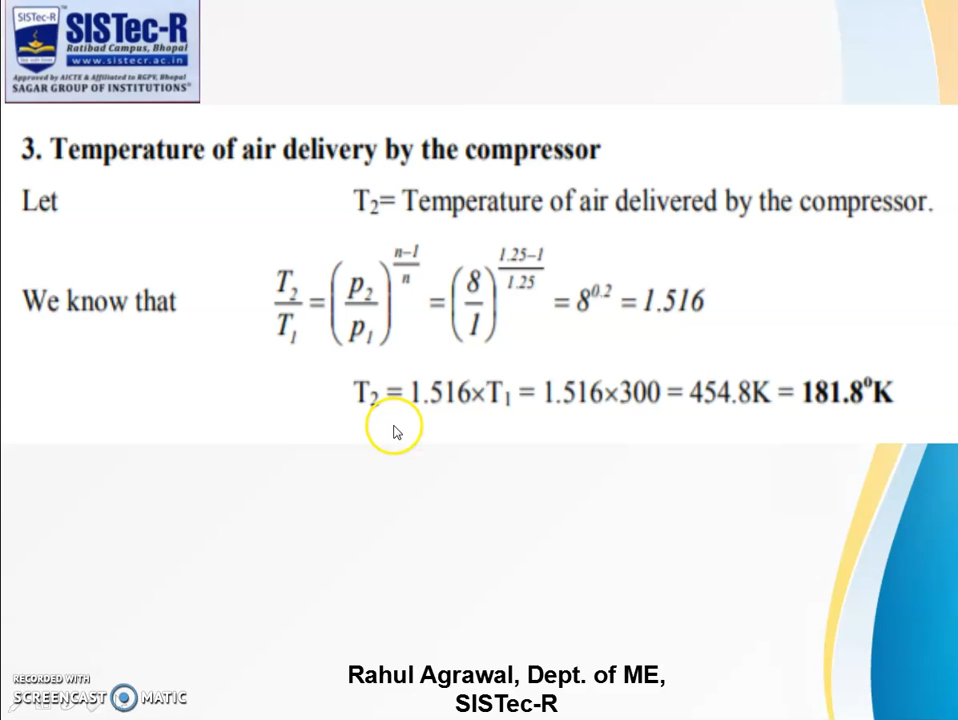 SISTec-R
SISTec-R
Ratibad Campus, Bhopal
www.sistecr.ac.in
Approved by AICTE & Affiliated to RGPV, Bhopal
SAGAR GROUP OF INSTITUTIONS®
3. Temperature of air delivery by the compressor
Let T₂= Temperature of air delivered by the compressor.
We know that T₂/T₁ = (p₂/p₁)^((n–1)/n) = (8/1)^((1.25–1)/1.25) = 8^0.2 = 1.516
T₂ = 1.516×T₁ = 1.516×300 = 454.8K = 181.8⁰K
Rahul Agrawal, Dept. of ME,
SISTec-R
RECORDED WITH
SCREENCAST MATIC